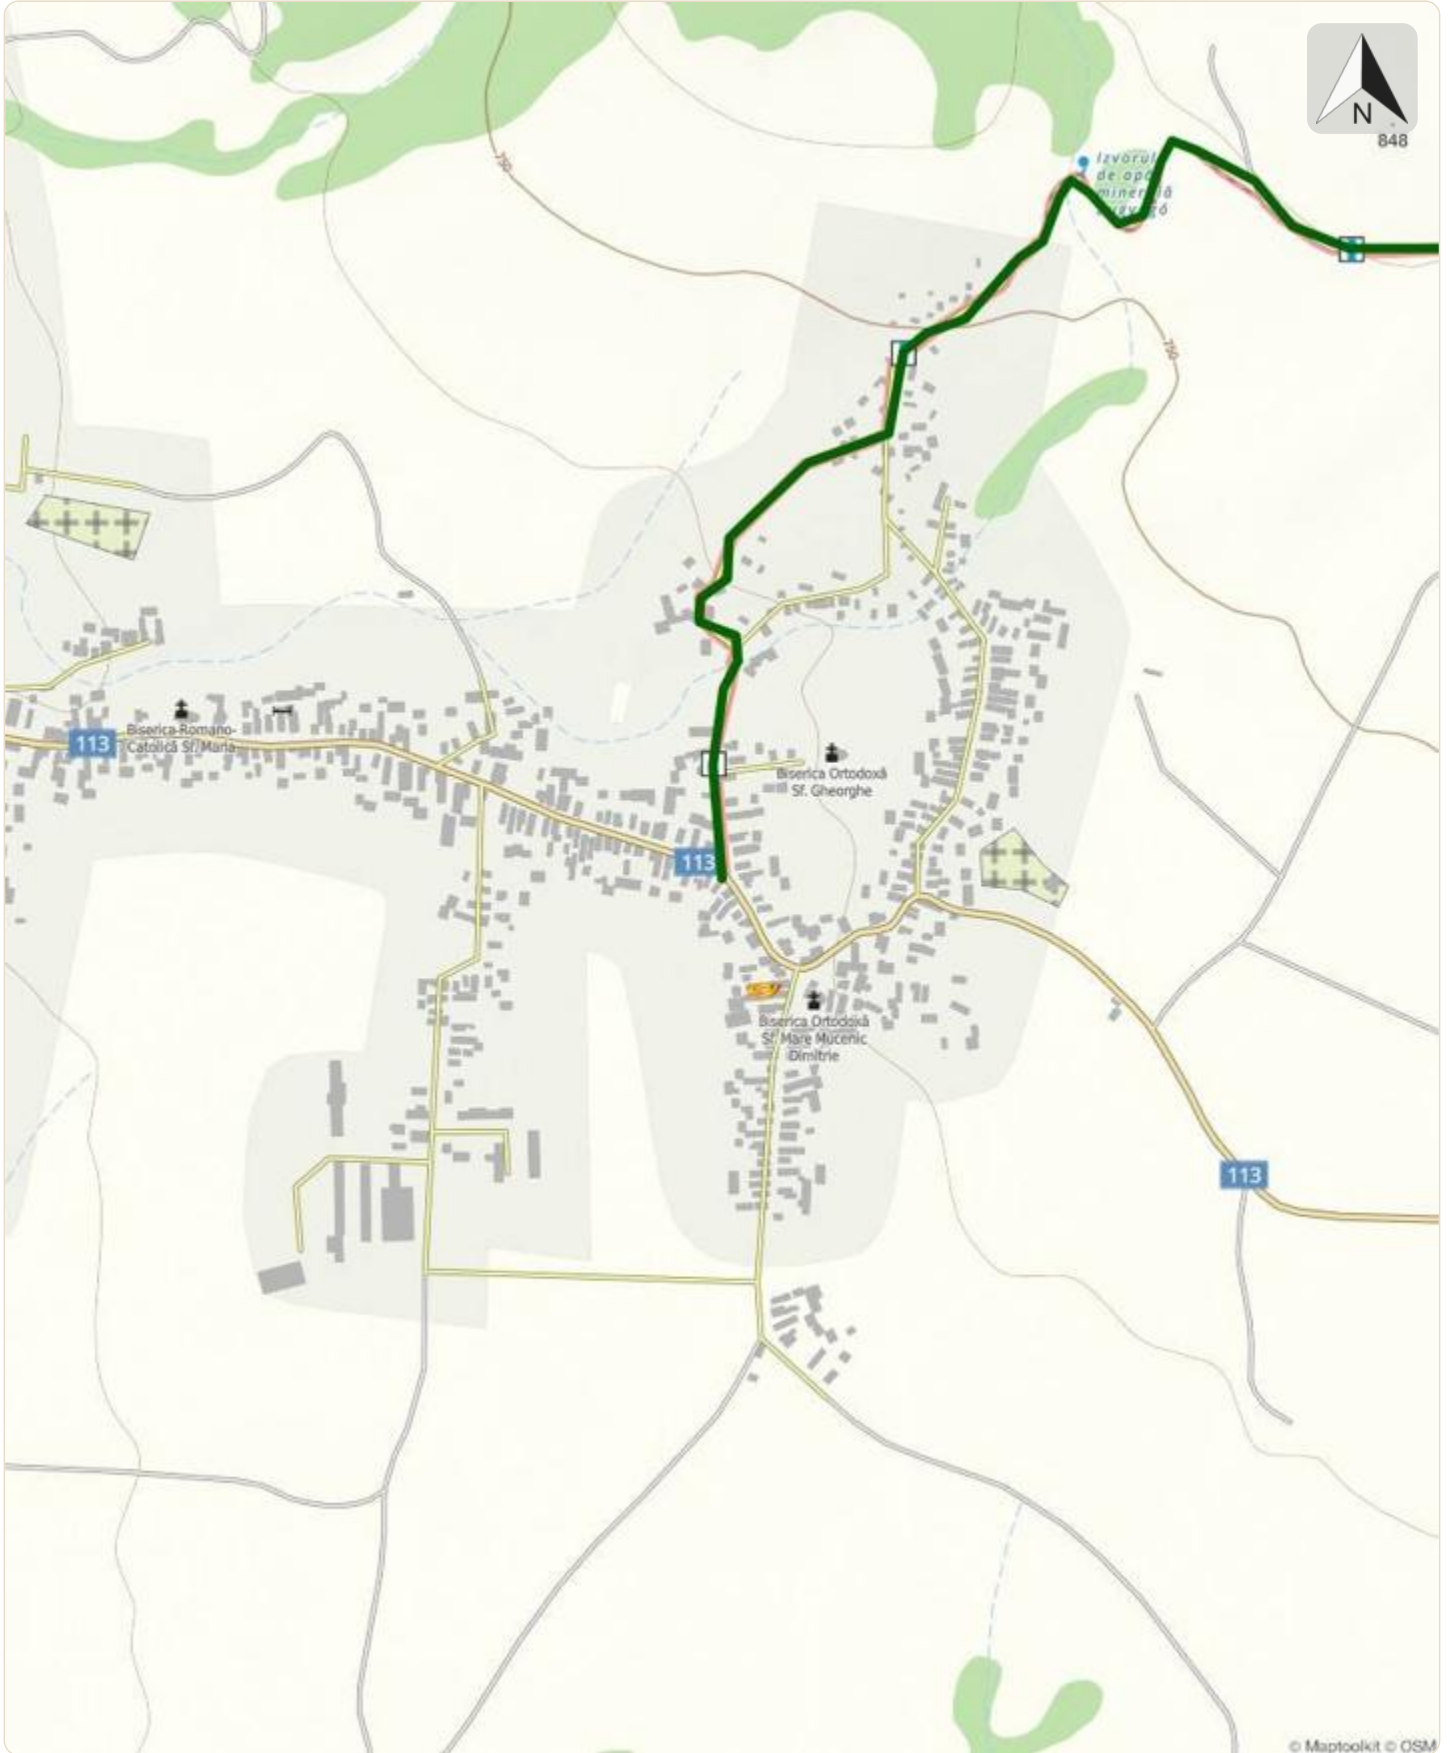 N
848
750
Izvorul
de apă
750
113
Biserica Romano-
Catolică Sf. Maria
Biserica Ortodoxă
Sf. Gheorghe
113
Biserica Ortodoxă
Sf. Mare Mucenic
Dimitrie
113
© Maptoolkit © OSM